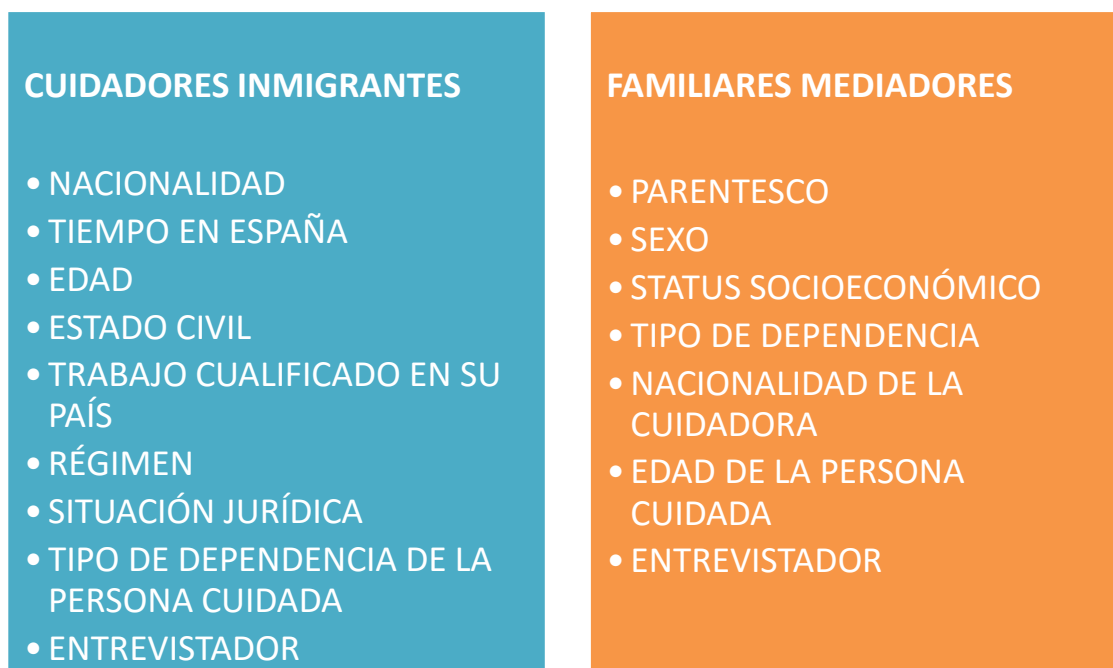 CUIDADORES INMIGRANTES
• NACIONALIDAD
• TIEMPO EN ESPAÑA
• EDAD
• ESTADO CIVIL
• TRABAJO CUALIFICADO EN SU
PAÍS
• RÉGIMEN
• SITUACIÓN JURÍDICA
• TIPO DE DEPENDENCIA DE LA
PERSONA CUIDADA
• ENTREVISTADOR
FAMILIARES MEDIADORES
• PARENTESCO
• SEXO
• STATUS SOCIOECONÓMICO
• TIPO DE DEPENDENCIA
• NACIONALIDAD DE LA
CUIDADORA
• EDAD DE LA PERSONA
CUIDADA
• ENTREVISTADOR